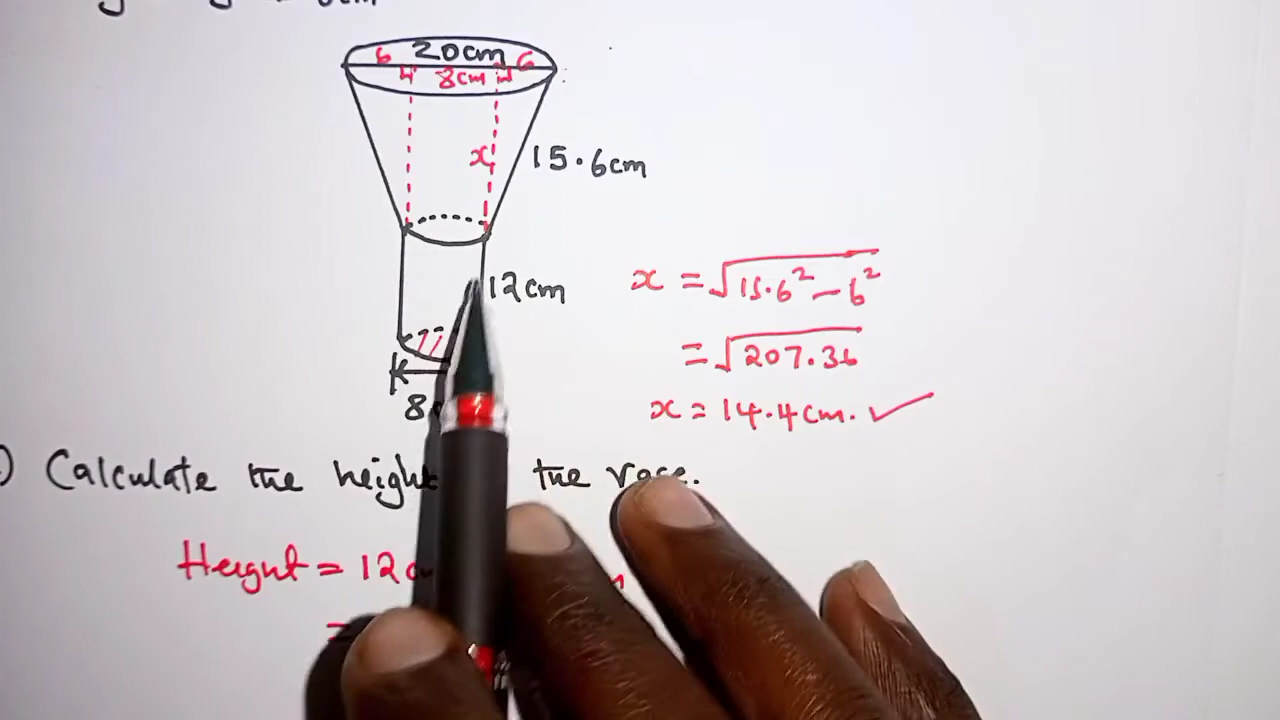 20cm
6 8cm 6
x
15.6cm
12cm
x = √15.6² - 6²
= √207.36
x = 14.4cm. ✓
8
Calculate the height the vase.
Height = 12c
=